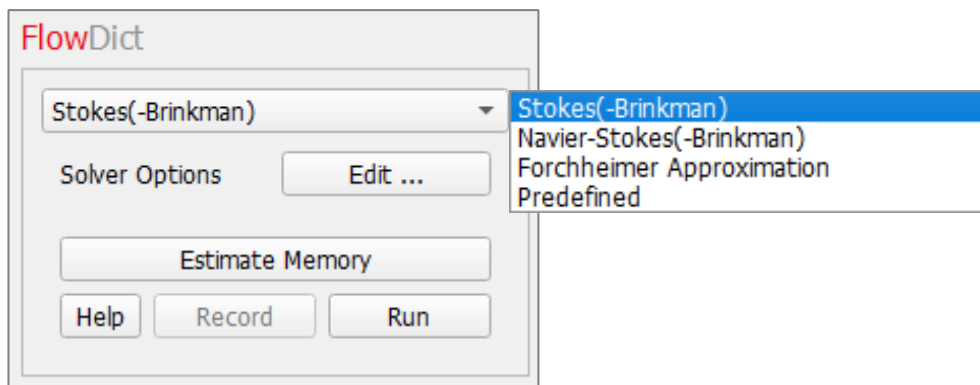 FlowDict
Stokes(-Brinkman)
Solver Options
Edit ...
Estimate Memory
Help
Record
Run
Stokes(-Brinkman)
Navier-Stokes(-Brinkman)
Forchheimer Approximation
Predefined